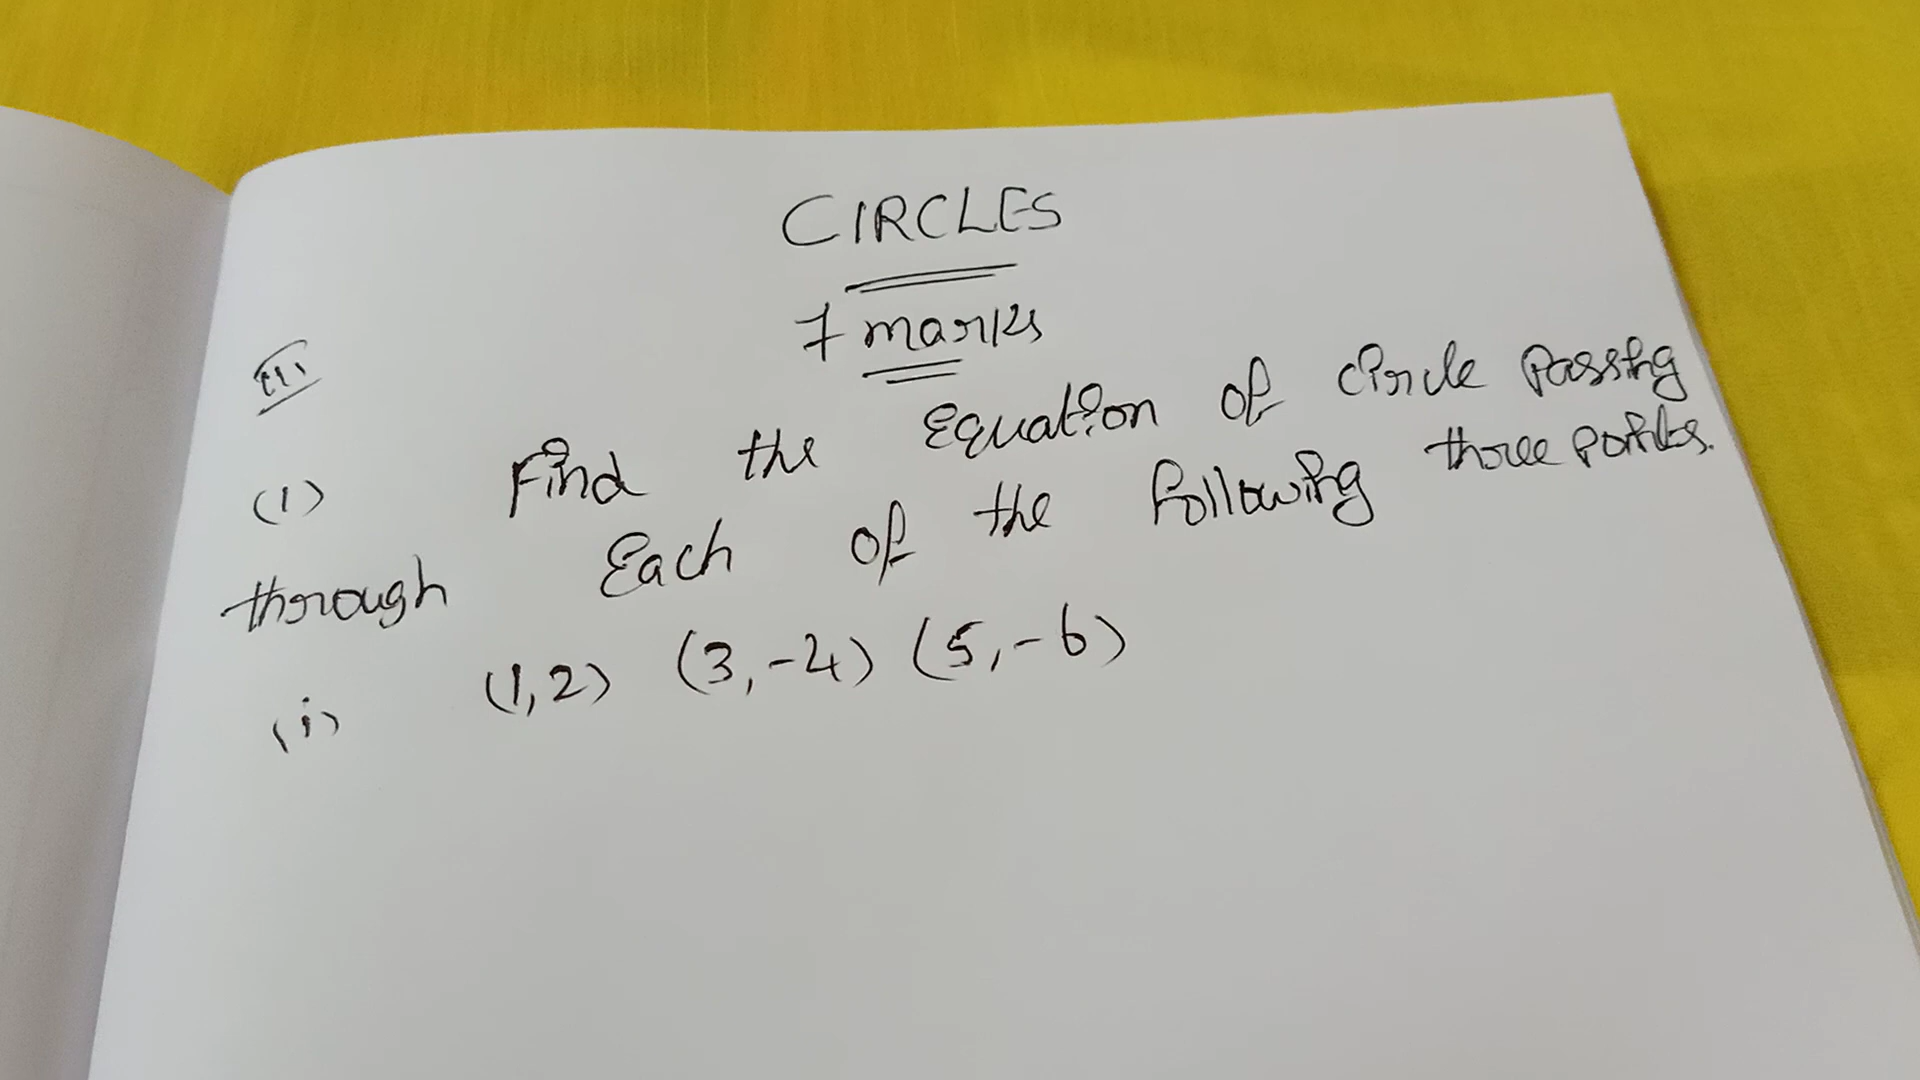 CIRCLES
7 marks
III.
(1) Find the Equation of circle passing
through Each of the following three points.
(i) (1,2) (3,-4) (5,-6)